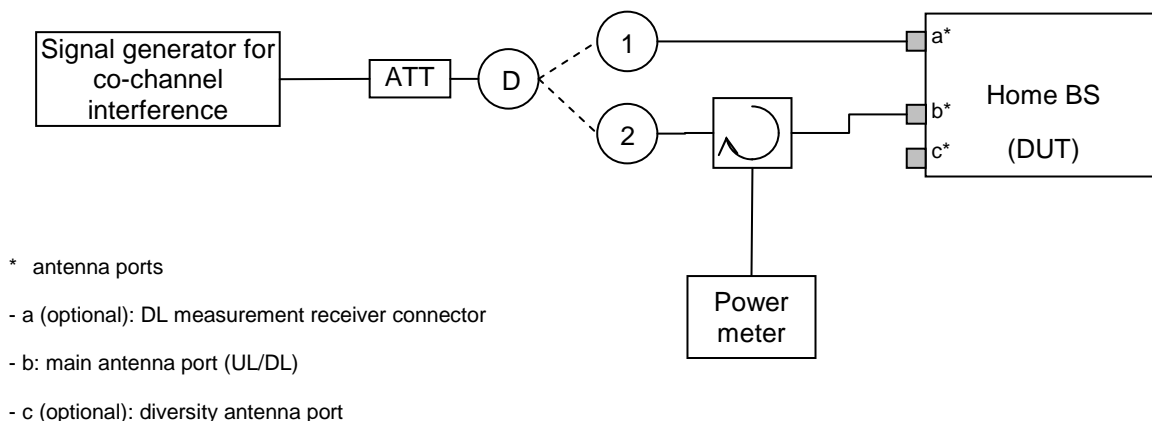 Signal generator for
co-channel
interference
ATT
D
1
2
a*
b*
c*
Home BS
(DUT)
Power
meter
* antenna ports
- a (optional): DL measurement receiver connector
- b: main antenna port (UL/DL)
- c (optional): diversity antenna port